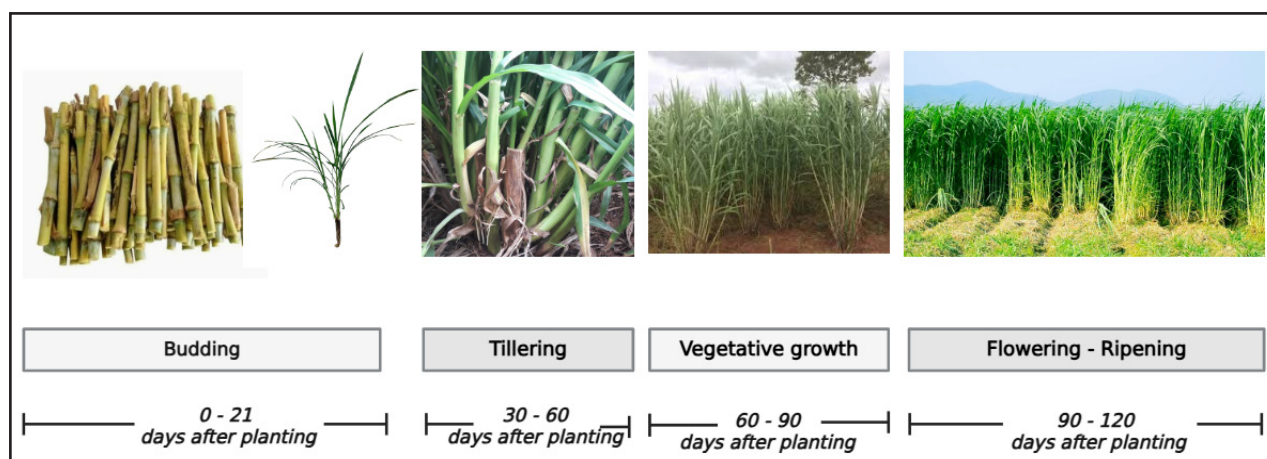 Budding
Tillering
Vegetative growth
Flowering - Ripening
0 - 21
days after planting
30 - 60
days after planting
60 - 90
days after planting
90 - 120
days after planting